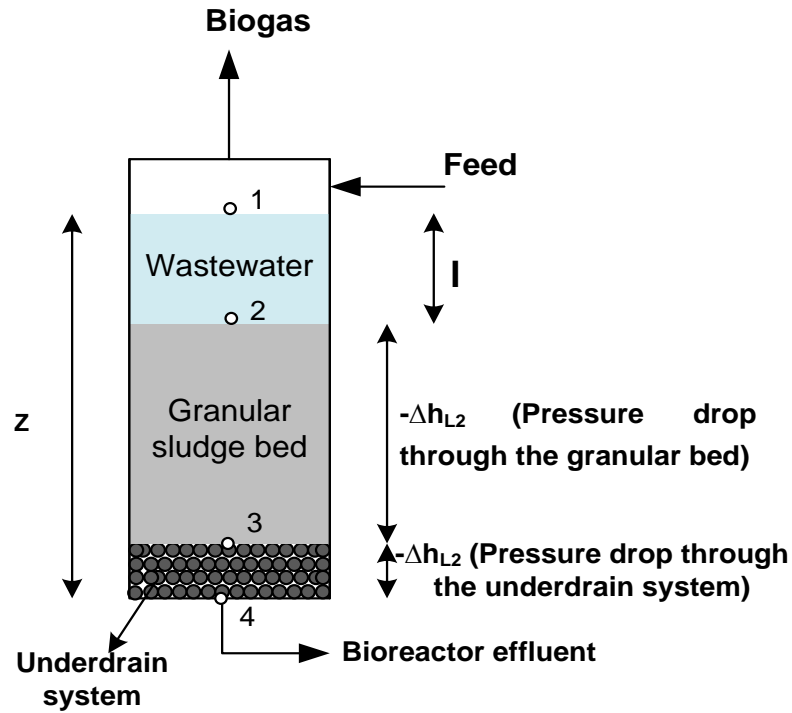 Biogas
Feed
1
Wastewater
l
2
z
Granular
sludge bed
-∆hL2 (Pressure drop
through the granular bed)
3
-∆hL2 (Pressure drop through
the underdrain system)
4
Bioreactor effluent
Underdrain
system